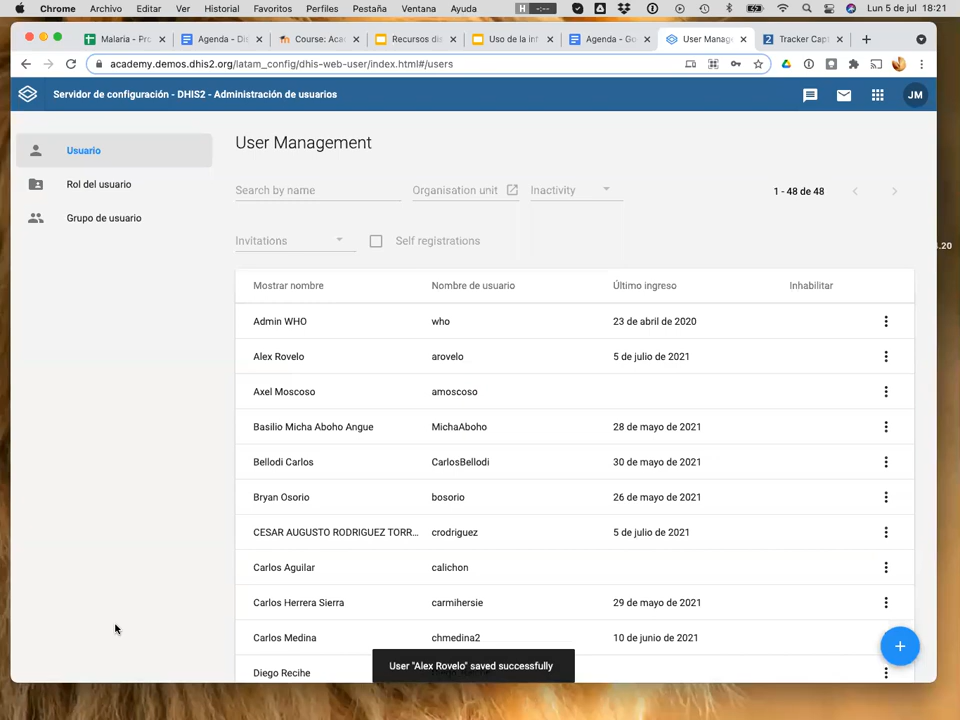 Chrome Archivo Editar Ver Historial Favoritos Perfiles Pestaña Ventana Ayuda Lun 5 de jul 18:21
Malaria - Pro Agenda - Di Course: Aca Recursos di Uso de la in Agenda - Go User Manag Tracker Capt
academy.demos.dhis2.org/latam_config/dhis-web-user/index.html#/users
Servidor de configuración - DHIS2 - Administración de usuarios JM
Usuario
Rol del usuario
Grupo de usuario
User Management
Search by name Organisation unit Inactivity 1 - 48 de 48
Invitations Self registrations
Mostrar nombre Nombre de usuario Último ingreso Inhabilitar
Admin WHO who 23 de abril de 2020
Alex Rovelo arovelo 5 de julio de 2021
Axel Moscoso amoscoso
Basilio Micha Aboho Angue MichaAboho 28 de mayo de 2021
Bellodi Carlos CarlosBellodi 30 de mayo de 2021
Bryan Osorio bosorio 26 de mayo de 2021
CESAR AUGUSTO RODRIGUEZ TORR... crodriguez 5 de julio de 2021
Carlos Aguilar calichon
Carlos Herrera Sierra carmihersie 29 de mayo de 2021
Carlos Medina chmedina2 10 de junio de 2021
Diego Recihe
User "Alex Rovelo" saved successfully